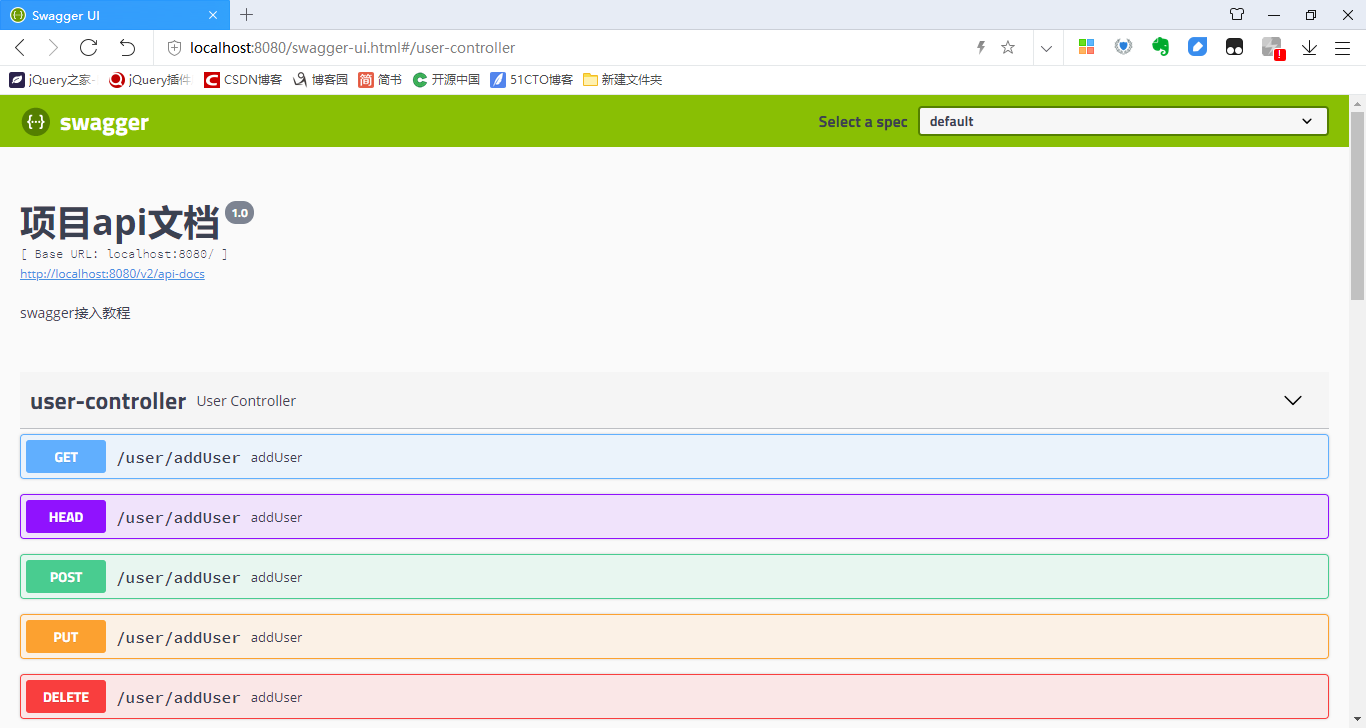 Swagger UI
localhost:8080/swagger-ui.html#/user-controller
jQuery之家- jQuery插件 CSDN博客 博客园 简书 开源中国 51CTO博客 新建文件夹
{···} swagger Select a spec default
项目api文档 1.0
[ Base URL: localhost:8080/ ]
http://localhost:8080/v2/api-docs
swagger接入教程
user-controller User Controller
GET /user/addUser addUser
HEAD /user/addUser addUser
POST /user/addUser addUser
PUT /user/addUser addUser
DELETE /user/addUser addUser